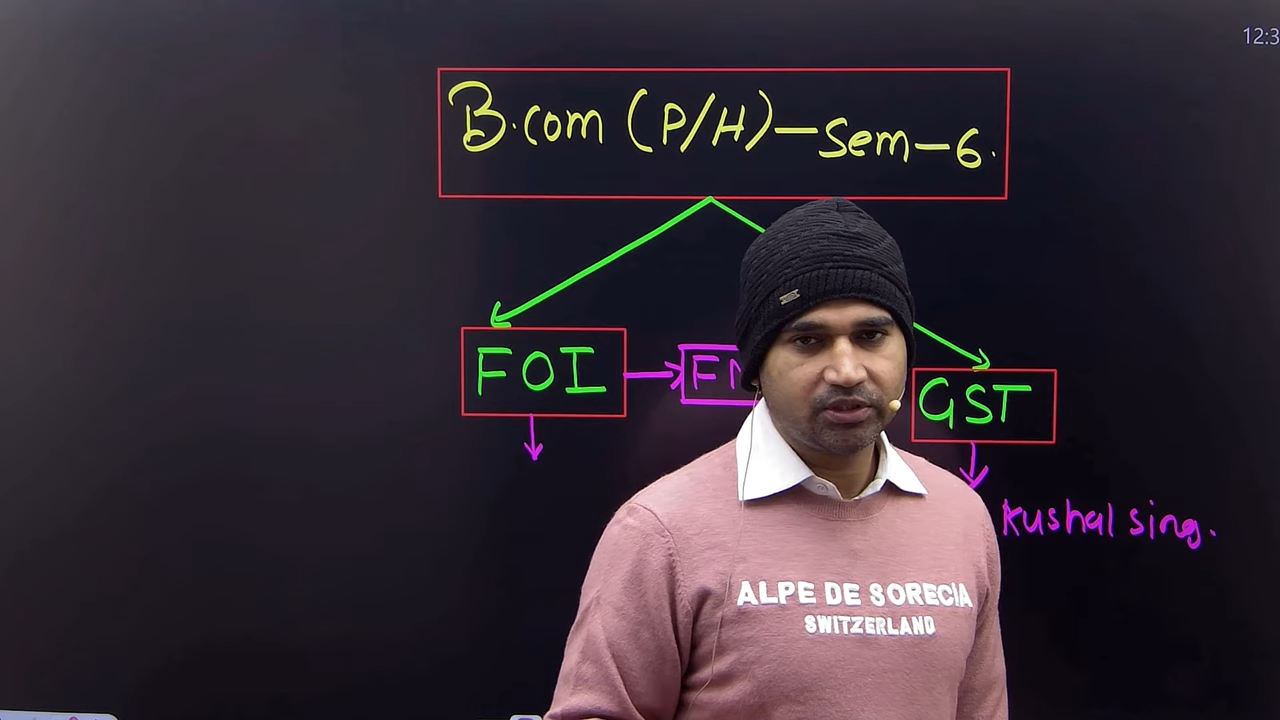 12:3
B.com (P/H)-Sem-6.
FOI
GST
Kushal sing.
ALPE DE SORECIA
SWITZERLAND